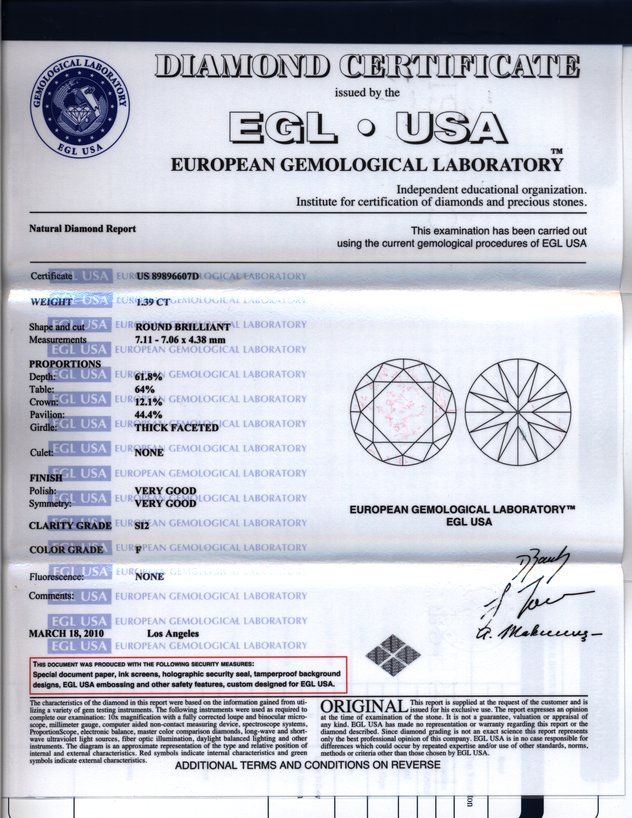 GEMOLOGICAL LABORATORY
EGL USA
DIAMOND CERTIFICATE
issued by the
EGL • USA
EUROPEAN GEMOLOGICAL LABORATORY™
Independent educational organization.
Institute for certification of diamonds and precious stones.
Natural Diamond Report
This examination has been carried out
using the current gemological procedures of EGL USA
Certificate US 89896607D
WEIGHT 1.39 CT
Shape and cut ROUND BRILLIANT
Measurements 7.11 - 7.06 x 4.38 mm
PROPORTIONS
Depth: 61.8%
Table: 64%
Crown: 12.1%
Pavilion: 44.4%
Girdle: THICK FACETED
Culet: NONE
FINISH
Polish: VERY GOOD
Symmetry: VERY GOOD
CLARITY GRADE SI2
COLOR GRADE F
Fluorescence: NONE
Comments:
MARCH 18, 2010 Los Angeles
EUROPEAN GEMOLOGICAL LABORATORY™
EGL USA
THIS DOCUMENT WAS PRODUCED WITH THE FOLLOWING SECURITY MEASURES:
Special document paper, ink screens, holographic security seal, tamperproof background
designs, EGL USA embossing and other safety features, custom designed for EGL USA.
The characteristics of the diamond in this report were based on the information gained from uti-
lizing a variety of gem testing instruments. The following instruments were used as required to
complete our examination: 10x magnification with a fully corrected loupe and binocular micro-
scope, millimeter gauge, computer aided non-contact measuring device, spectroscope systems,
ProportionScope, electronic balance, master color comparison diamonds, long-wave and short-
wave ultraviolet light sources, fiber optic illumination, daylight balanced lighting and other
instruments. The diagram is an approximate representation of the type and relative position of
internal and external characteristics. Red symbols indicate internal characteristics and green
symbols indicate external characteristics.
ORIGINAL This report is supplied at the request of the customer and is
issued for his exclusive use. The report expresses an opinion
at the time of examination of the stone. It is not a guarantee, valuation or appraisal of
any kind. EGL USA has made no representation or warranty regarding this report or the
diamond described. Since diamond grading is not an exact science this report represents
only the best professional opinion of this company. EGL USA is in no case responsible for
differences which could occur by repeated expertise and/or use of other standards, norms,
methods or criteria other than those chosen by EGL USA.
ADDITIONAL TERMS AND CONDITIONS ON REVERSE